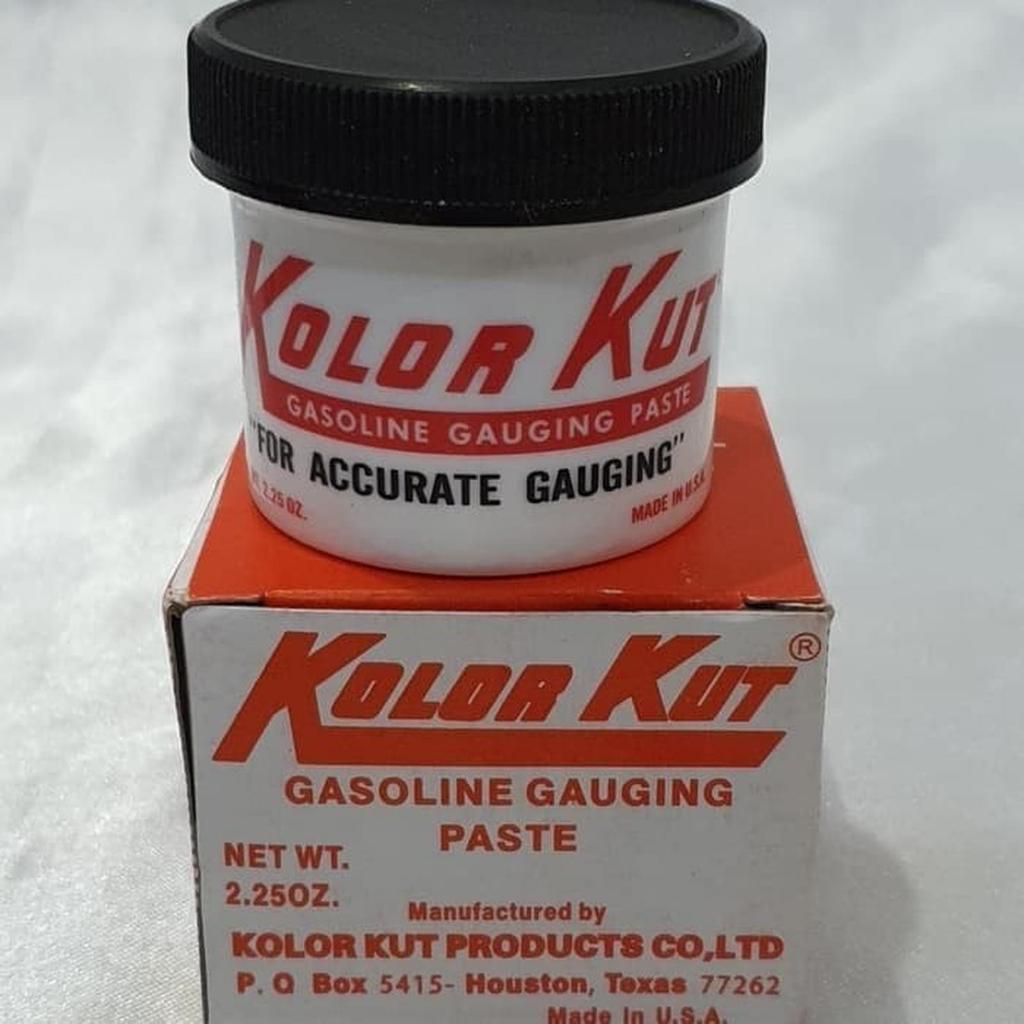 KOLOR KUT
GASOLINE GAUGING PASTE
"FOR ACCURATE GAUGING"
2.25 OZ.
MADE IN U.S.A.
KOLOR KUT ®
GASOLINE GAUGING
PASTE
NET WT.
2.25OZ.
Manufactured by
KOLOR KUT PRODUCTS CO,LTD
P. O Box 5415- Houston, Texas 77262
Made in U.S.A.